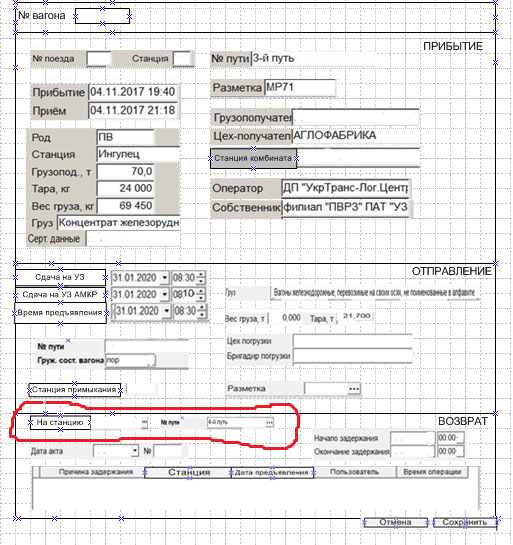 № вагона
ПРИБЫТИЕ
№ поезда Станция № пути 3-й путь
Прибытие 04.11.2017 19:40 Разметка МР71
Приём 04.11.2017 21:18
Грузополучател
Род ПВ Цех-получател АГЛОФАБРИКА
Станция Ингулец Станция комбината
Грузопод., т 70,0
Тара, кг 24 000 Оператор ДП "УкрТранс-Лог.Центр
Вес груза, кг 69 450 Собственник филиал "ПВРЗ" ПАТ "УЗ
Груз Концентрат железорудн
Серт. данные
ОТПРАВЛЕНИЕ
Сдача на УЗ 31.01.2020 08:30
Сдача на УЗ АМКР 31.01.2020 0810 Груз Вагоны железнодорожные, перевозимые на своих осях, не поименованные в алфавите
Время предъявления 31.01.2020 08:30 Вес груза, т 0,000 Тара, т 21,700
№ пути Цех погрузки
Груж. сост. вагона пор Бригадир погрузки
Станция примыкания Разметка ...
ВОЗВРАТ
На станцию ... № пути 4-й путь ...
Начало задержания 00:00
Дата акта № Окончание задержания 00:00
Причина задержания Станция Дата предъявления Пользователь Время операции
Отмена Сохранить